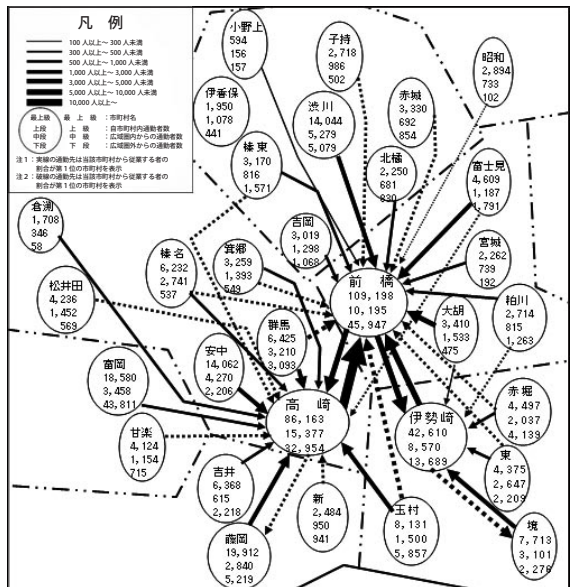 凡 例
100 人以上～ 300 人未満
300 人以上～ 500 人未満
500 人以上～ 1,000 人未満
1,000 人以上～ 3,000 人未満
3,000 人以上～ 5,000 人未満
5,000 人以上～ 10,000 人未満
10,000 人以上～
最上級
上段
中段
下段
最 上 級 ：市町村名
上 級 ：自市町村内通勤者数
中 級 ：広域圏内からの通勤者数
下 級 ：広域圏外からの通勤者数
注 1 ：実線の通勤先は当該市町村から従業する者の
割合が第 1 位の市町村を表示
注 2 ：破線の通勤先は当該市町村から従業する者の
割合が第 1 位の市町村を表示
小野上
594
156
157
子持
2,718
986
502
昭和
2,894
733
102
伊香保
1,950
1,078
441
渋川
14,044
5,279
5,079
赤城
3,330
692
854
榛東
3,170
816
1,571
北橘
2,250
681
830
富士見
4,609
1,187
1,791
倉渕
1,708
346
58
吉岡
3,019
1,298
1,068
宮城
2,262
739
192
榛名
6,232
2,741
537
箕郷
3,259
1,393
549
前 橋
109,198
10,195
45,947
松井田
4,236
1,452
569
大胡
3,410
1,533
475
粕川
2,714
815
1,263
群馬
6,425
3,210
3,093
安中
14,062
4,270
2,206
富岡
18,580
3,458
43,811
高 崎
86,163
15,377
32,954
伊勢崎
42,610
8,570
13,689
赤堀
4,497
2,037
4,139
甘楽
4,124
1,154
715
東
4,375
2,647
2,209
吉井
6,368
615
2,218
新
2,484
950
941
玉村
8,131
1,500
5,857
境
7,713
3,101
2,276
藤岡
19,912
2,840
5,219